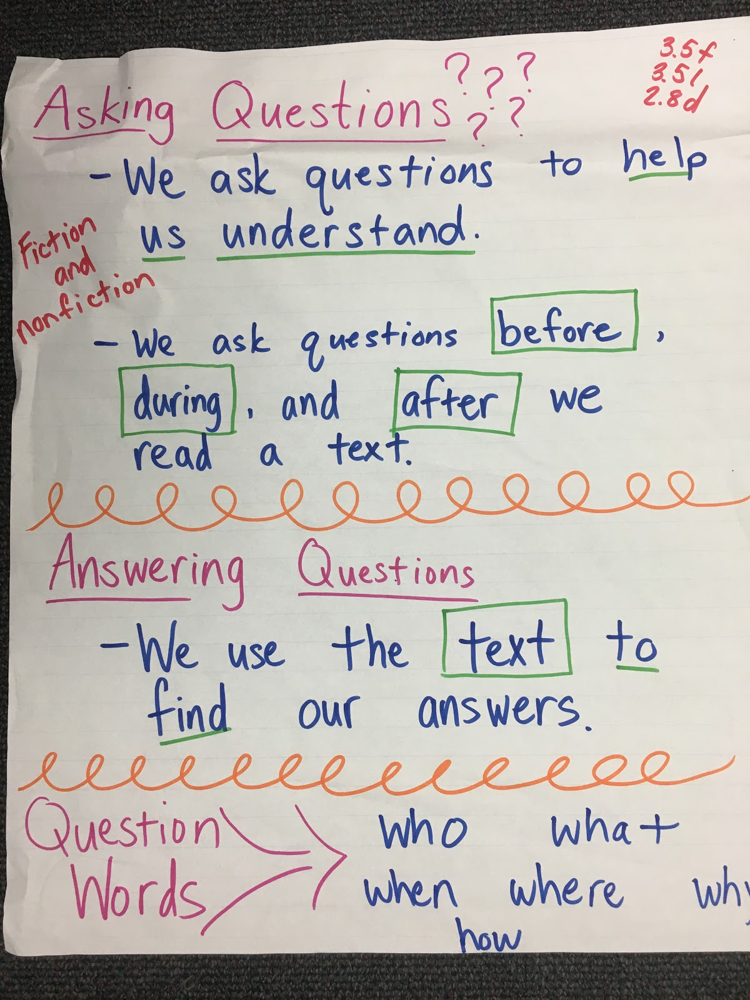 Asking Questions ? ? ? ? ?
3.5f
3.5l
2.8d
- We ask questions to help
us understand.
Fiction
and
nonfiction
- We ask questions before,
during, and after we
read a text.
Answering Questions
- We use the text to
find our answers.
Question
Words
who what
when where why
how